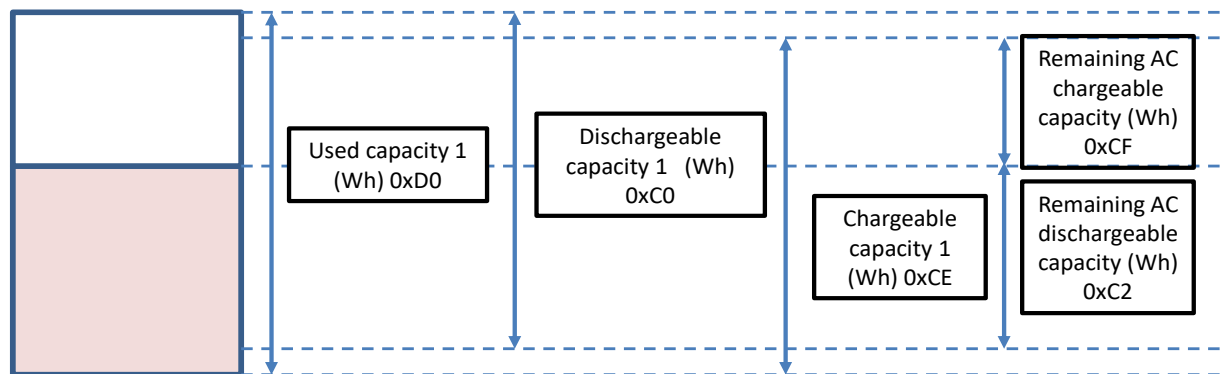 Used capacity 1
(Wh) 0xD0
Dischargeable
capacity 1 (Wh)
0xC0
Chargeable
capacity 1
(Wh) 0xCE
Remaining AC
chargeable
capacity (Wh)
0xCF
Remaining AC
dischargeable
capacity (Wh)
0xC2